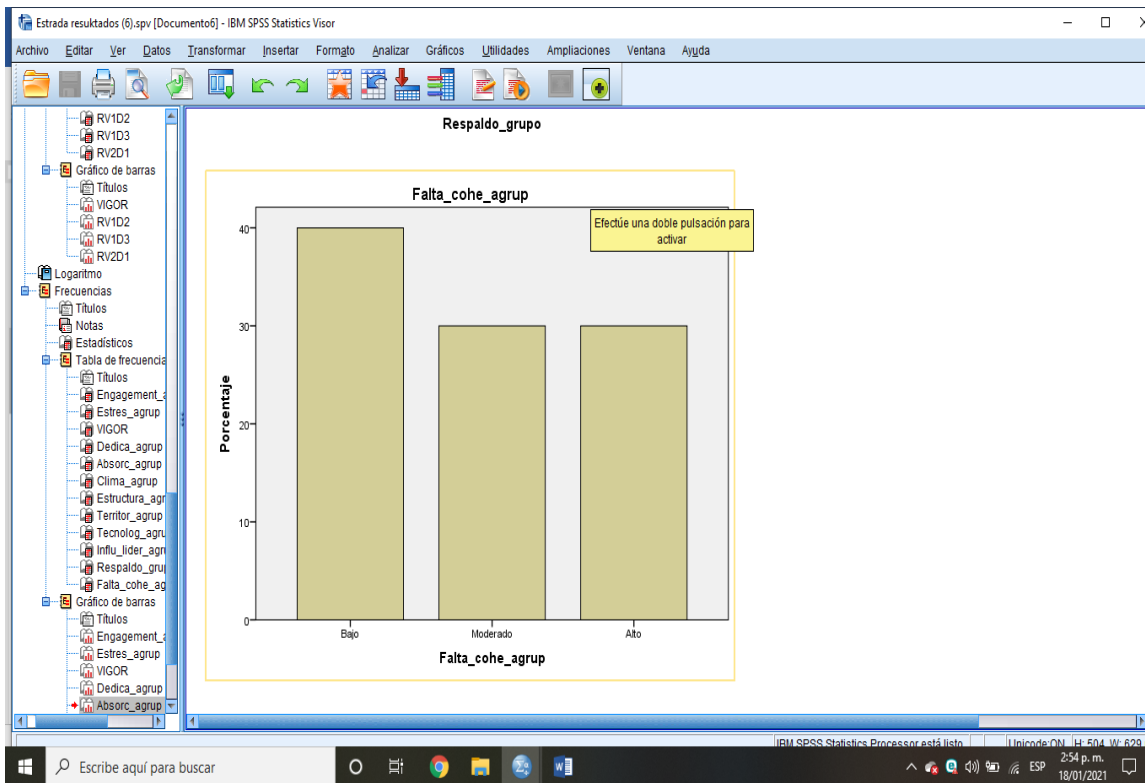 Estrada resuktados (6).spv [Documento6] - IBM SPSS Statistics Visor
Archivo Editar Ver Datos Transformar Insertar Formato Analizar Gráficos Utilidades Ampliaciones Ventana Ayuda
RV1D2
RV1D3
RV2D1
Gráfico de barras
Títulos
VIGOR
RV1D2
RV1D3
RV2D1
Logaritmo
Frecuencias
Títulos
Notas
Estadísticos
Tabla de frecuencia
Títulos
Engagement_a
Estres_agrup
VIGOR
Dedica_agrup
Absorc_agrup
Clima_agrup
Estructura_agr
Territor_agrup
Tecnolog_agru
Influ_lider_agru
Respaldo_grup
Falta_cohe_ag
Gráfico de barras
Títulos
Engagement_a
Estres_agrup
VIGOR
Dedica_agrup
Absorc_agrup
Respaldo_grupo
Falta_cohe_agrup
Efectúe una doble pulsación para
activar
Porcentaje
40
30
20
10
0
Bajo Moderado Alto
Falta_cohe_agrup
IBM SPSS Statistics Processor está listo Unicode:ON H: 504, W: 629
Escribe aquí para buscar
ESP
2:54 p. m.
18/01/2021